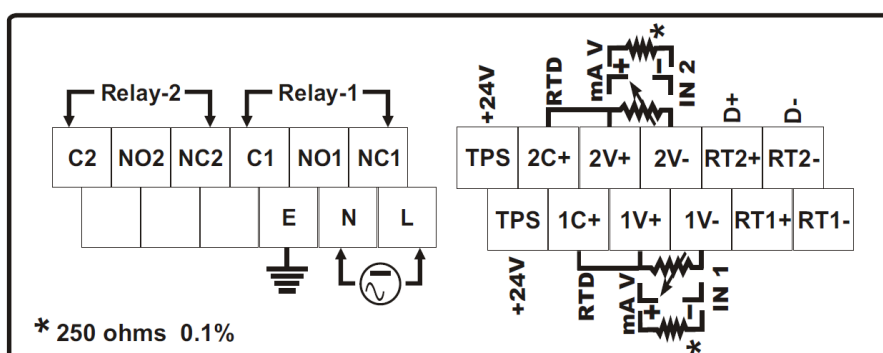 Relay-2 Relay-1
C2 NO2 NC2 C1 NO1 NC1
E N L
* 250 ohms 0.1%
+24V RTD mA V + - * IN 2 D+ D-
TPS 2C+ 2V+ 2V- RT2+ RT2-
TPS 1C+ 1V+ 1V- RT1+ RT1-
+24V RTD mA V + - * IN 1